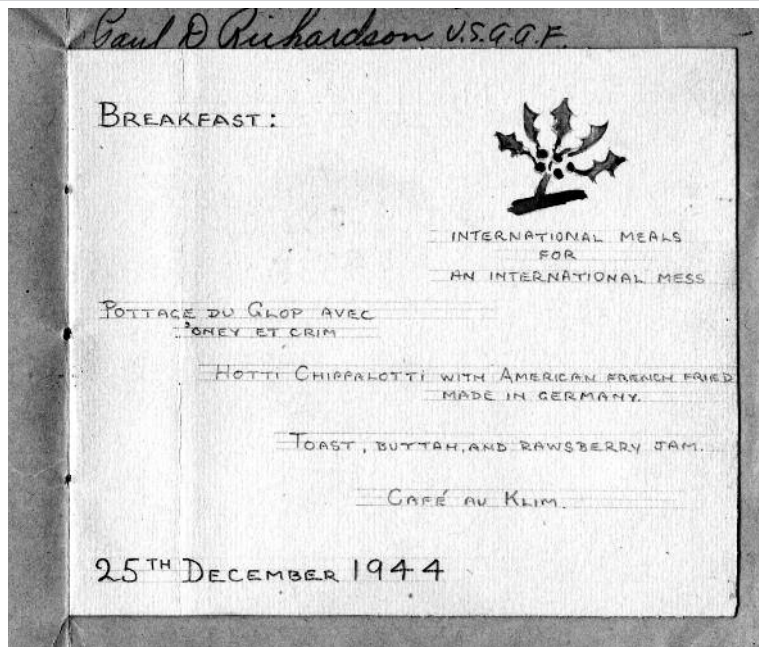 Paul D Richardson U.S.A.A.F.
BREAKFAST:
INTERNATIONAL MEALS
FOR
AN INTERNATIONAL MESS
POTTAGE DU GLOP AVEC
'ONEY ET CRIM
HOTTI CHIPPALOTTI WITH AMERICAN FRENCH FRIED
MADE IN GERMANY.
TOAST, BUTTAH, AND RAWSBERRY JAM.
CAFÉ AU KLIM.
25TH DECEMBER 1944